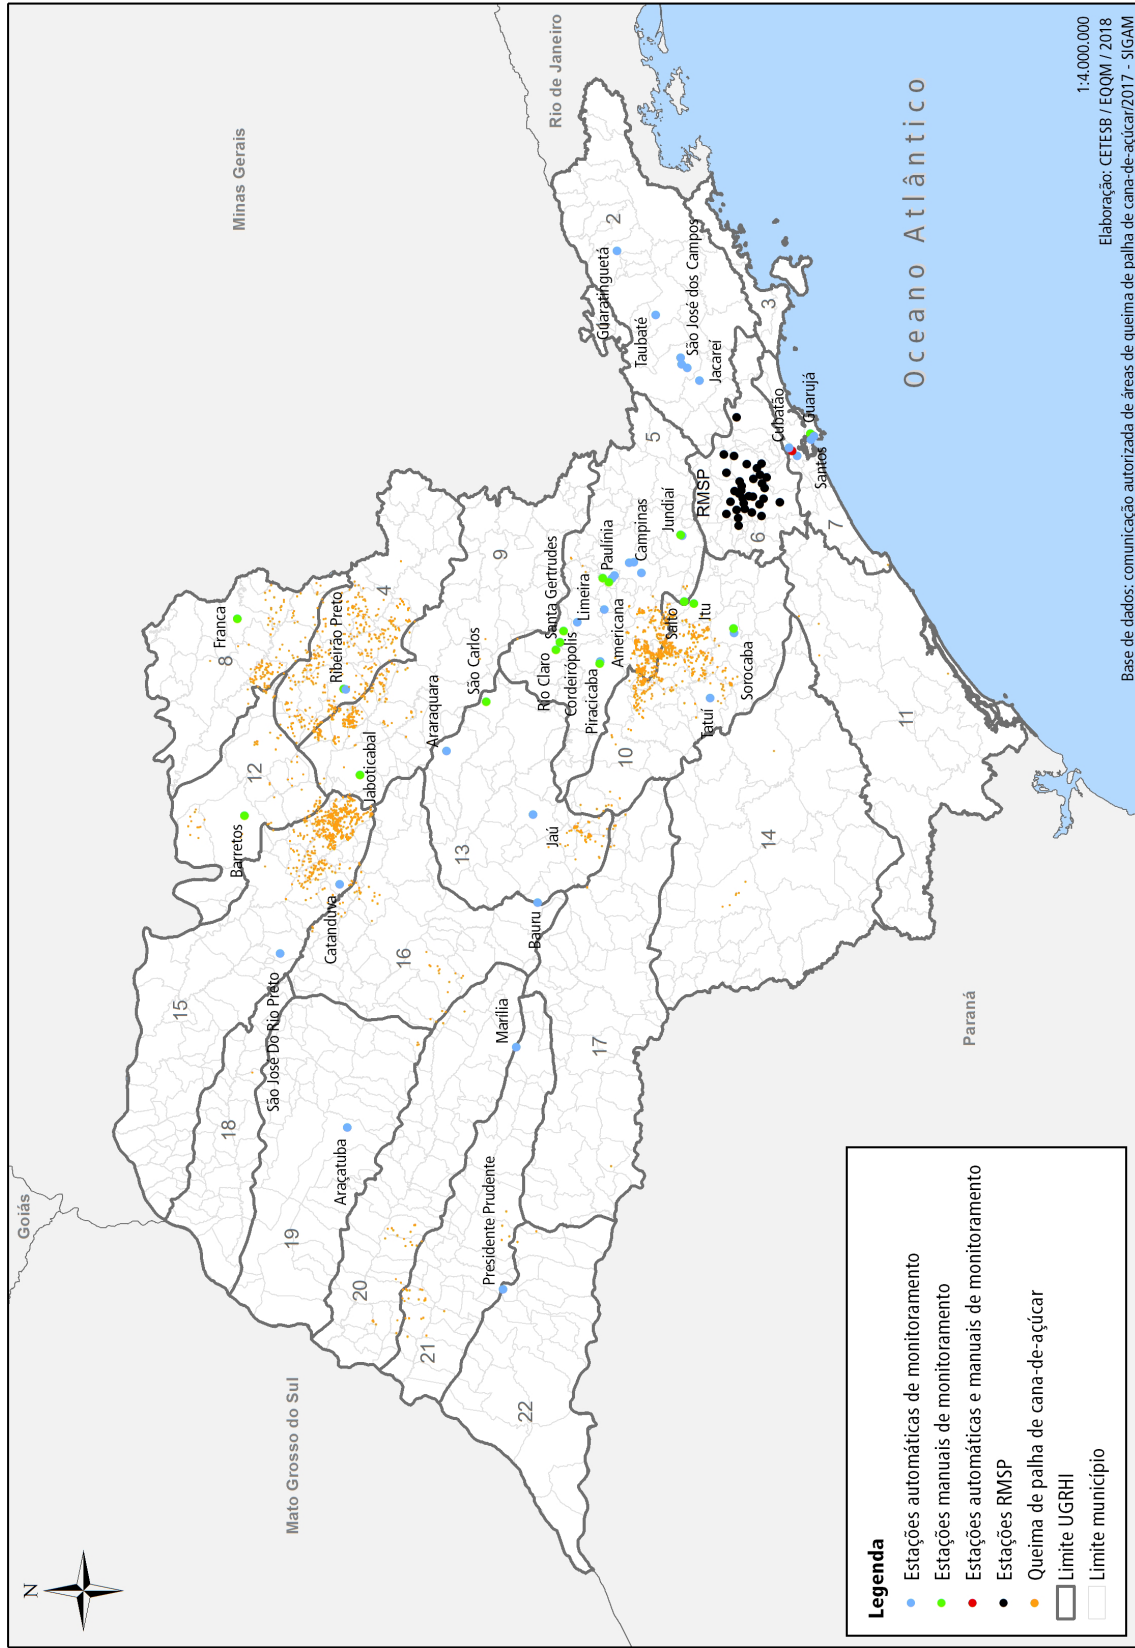 N
Goiás
Minas Gerais
Mato Grosso do Sul
Rio de Janeiro
Paraná
Oceano Atlântico
Franca
8
Barretos
12
Ribeirão Preto
4
Jaboticabal
15
São José Do Rio Preto
Catanduva
18
Araçatuba
19
16
Araraquara
São Carlos
9
13
Jaú
Bauru
20
21
Marília
Presidente Prudente
22
17
Rio Claro
Santa Gertrudes
Cordeirópolis
Limeira
Piracicaba
Americana
Paulínia
Campinas
5
Jundiaí
10
Salto
Itu
Sorocaba
Tatuí
14
11
RMSP
6
7
Cubatão
Guarujá
Santos
Guaratinguetá
2
Taubaté
São José dos Campos
Jacareí
3
Legenda
Estações automáticas de monitoramento
Estações manuais de monitoramento
Estações automáticas e manuais de monitoramento
Estações RMSP
Queima de palha de cana-de-açúcar
Limite UGRHI
Limite município
1:4.000.000
Elaboração: CETESB / EQQM / 2018
Base de dados: comunicação autorizada de áreas de queima de palha de cana-de-açúcar/2017 - SIGAM